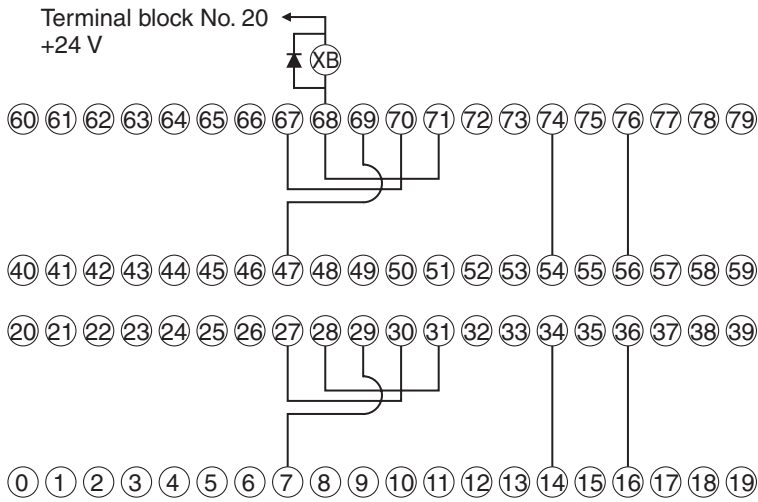 Terminal block No. 20
+24 V
XB
60 61 62 63 64 65 66 67 68 69 70 71 72 73 74 75 76 77 78 79
40 41 42 43 44 45 46 47 48 49 50 51 52 53 54 55 56 57 58 59
20 21 22 23 24 25 26 27 28 29 30 31 32 33 34 35 36 37 38 39
0 1 2 3 4 5 6 7 8 9 10 11 12 13 14 15 16 17 18 19